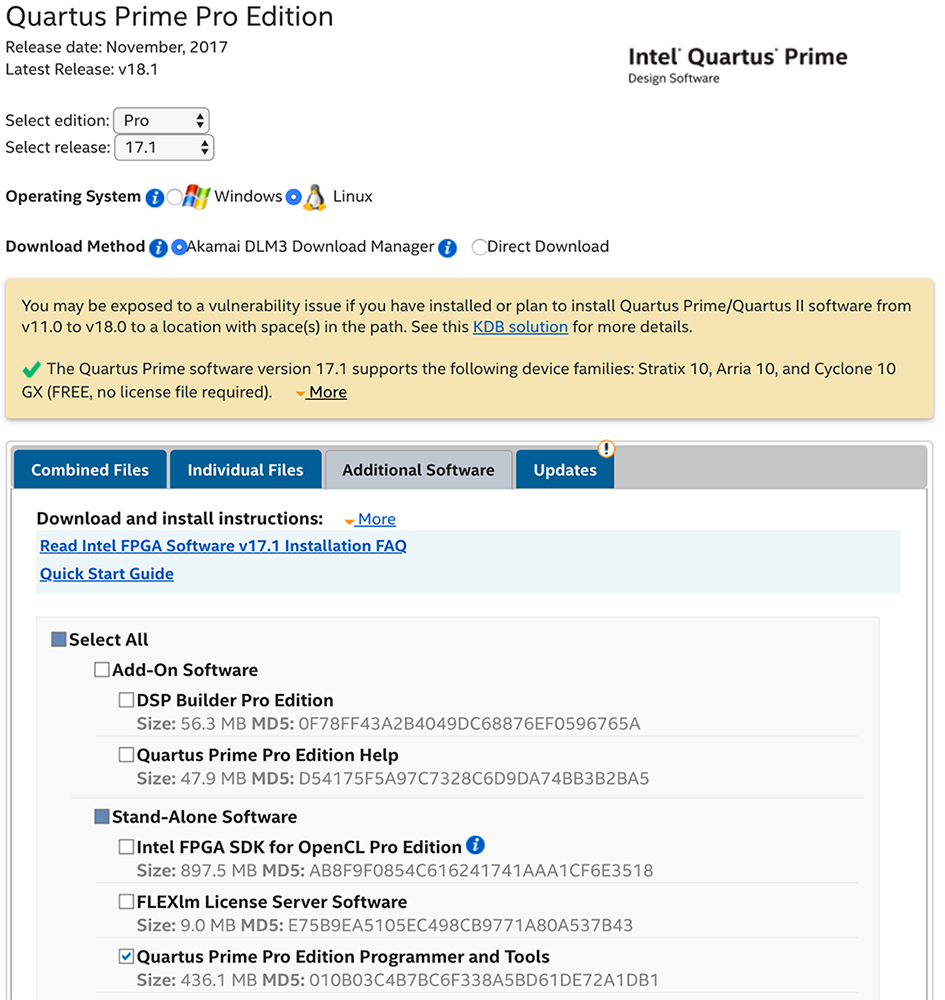 Quartus Prime Pro Edition
Release date: November, 2017
Latest Release: v18.1
Intel® Quartus® Prime
Design Software
Select edition: Pro
Select release: 17.1
Operating System i Windows Linux
Download Method i Akamai DLM3 Download Manager i Direct Download
You may be exposed to a vulnerability issue if you have installed or plan to install Quartus Prime/Quartus II software from
v11.0 to v18.0 to a location with space(s) in the path. See this KDB solution for more details.
The Quartus Prime software version 17.1 supports the following device families: Stratix 10, Arria 10, and Cyclone 10
GX (FREE, no license file required). More
Combined Files Individual Files Additional Software Updates !
Download and install instructions: More
Read Intel FPGA Software v17.1 Installation FAQ
Quick Start Guide
Select All
Add-On Software
DSP Builder Pro Edition
Size: 56.3 MB MD5: 0F78FF43A2B4049DC68876EF0596765A
Quartus Prime Pro Edition Help
Size: 47.9 MB MD5: D54175F5A97C7328C6D9DA74BB3B2BA5
Stand-Alone Software
Intel FPGA SDK for OpenCL Pro Edition i
Size: 897.5 MB MD5: AB8F9F0854C616241741AAA1CF6E3518
FLEXlm License Server Software
Size: 9.0 MB MD5: E75B9EA5105EC498CB9771A80A537B43
Quartus Prime Pro Edition Programmer and Tools
Size: 436.1 MB MD5: 010B03C4B7BC6F338A5BD61DE72A1DB1